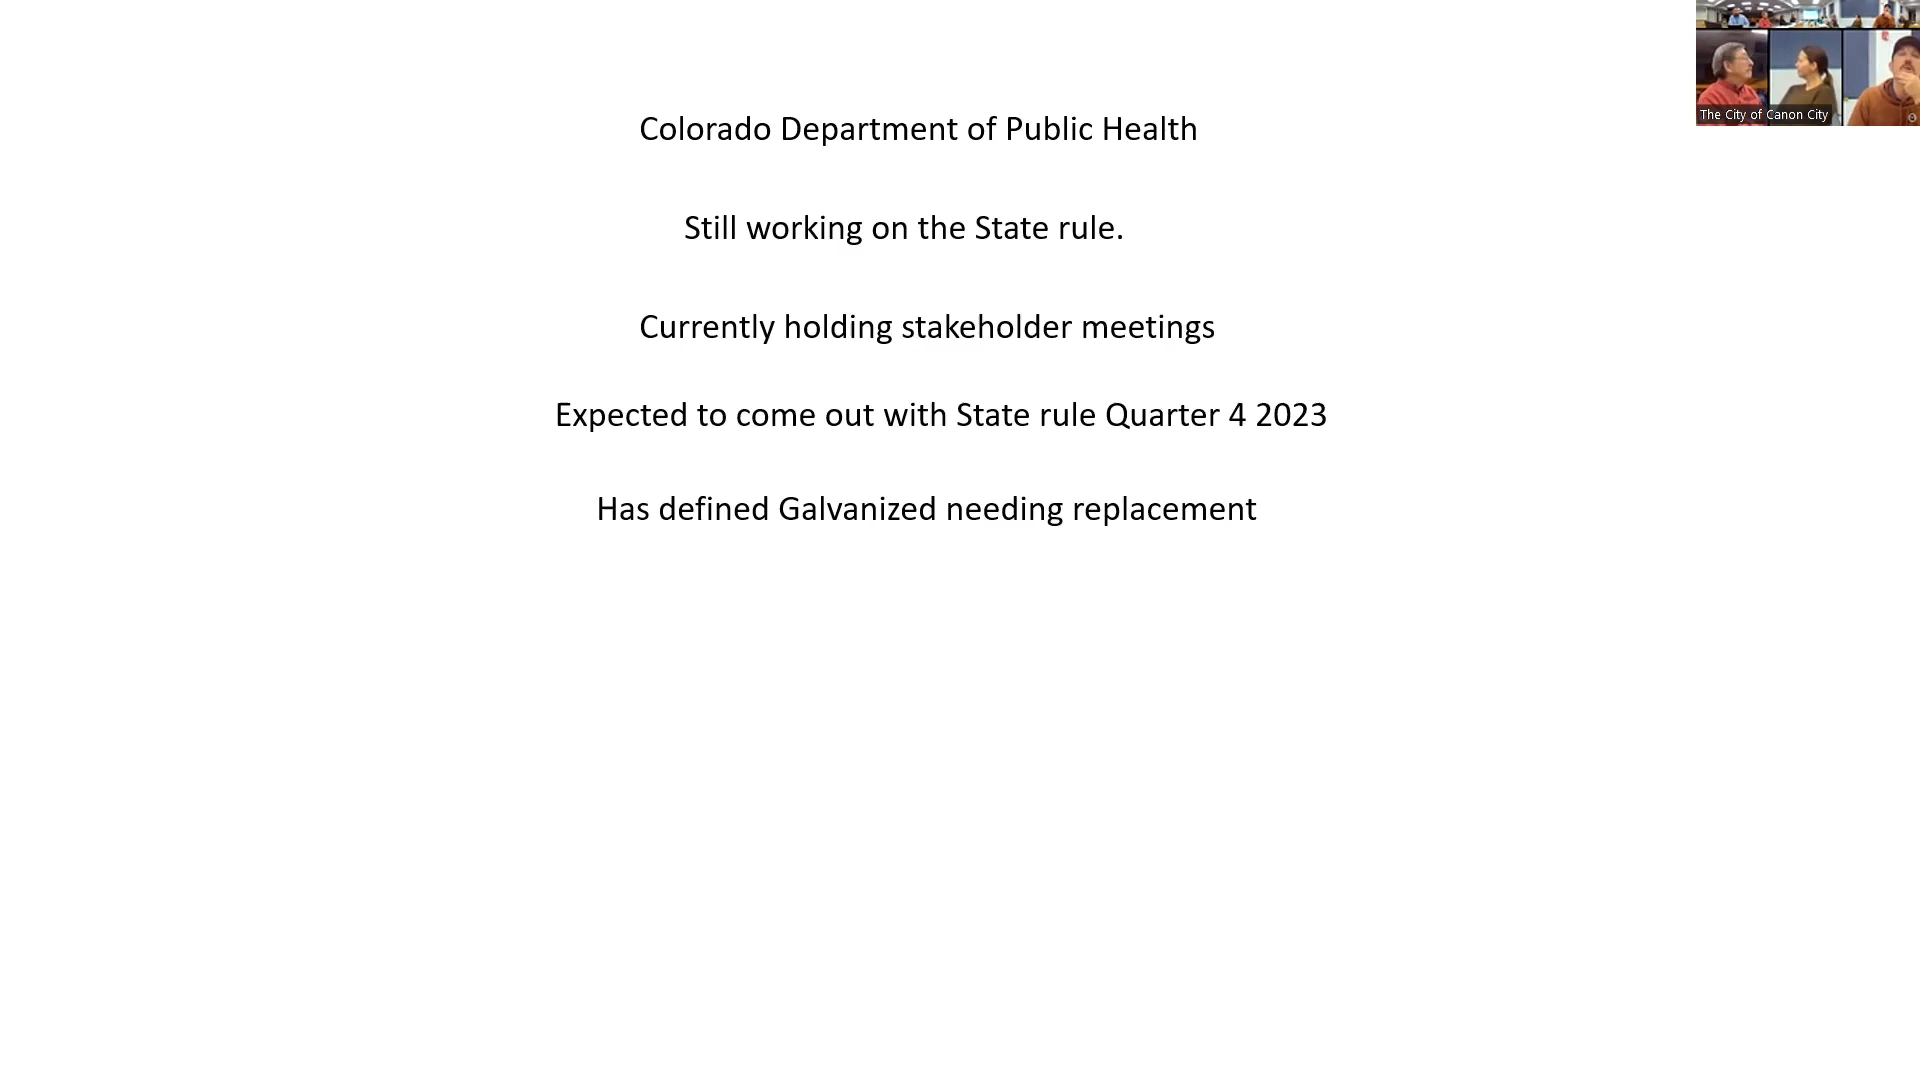 The City of Canon City
Colorado Department of Public Health
Still working on the State rule.
Currently holding stakeholder meetings
Expected to come out with State rule Quarter 4 2023
Has defined Galvanized needing replacement